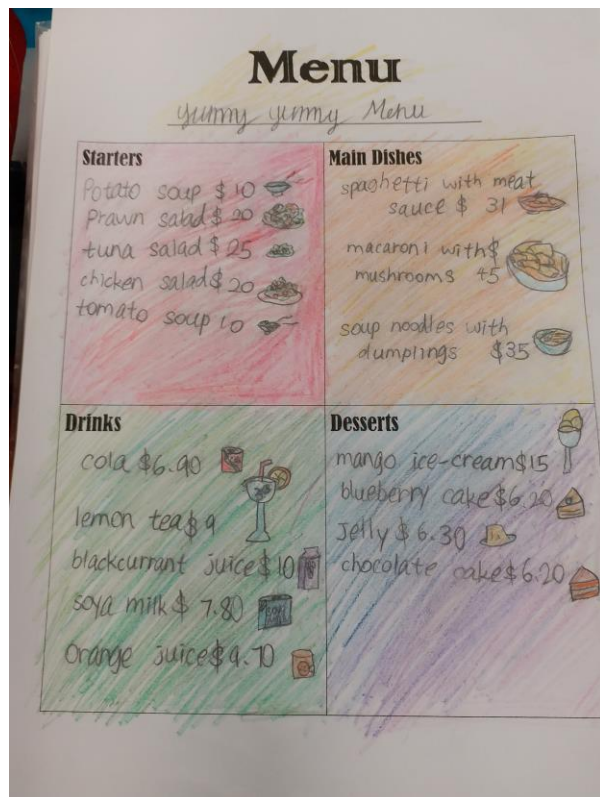 Menu
Yummy Yummy Menu
Starters
Potato soup $ 10
Prawn salad $ 20
tuna salad $ 25
chicken salad $ 20
tomato soup 10
Main Dishes
spaghetti with meat
sauce $ 31
macaroni with $
mushrooms 45
soup noodles with
dumplings $35
Drinks
cola $6.90
lemon tea $ 9
blackcurrant juice $ 10
soya milk $ 7.80
Orange juice $ 9.70
Desserts
mango ice-cream $15
blueberry cake $6.20
Jelly $ 6.30
chocolate cake $6.20